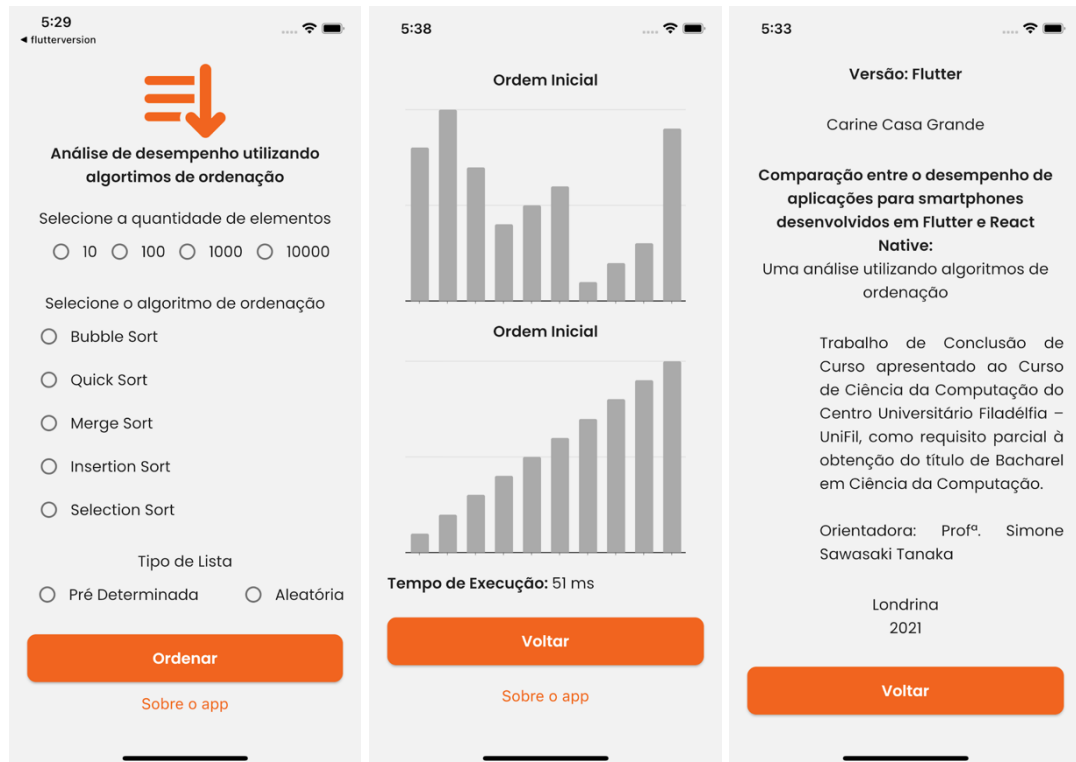 5:29
◂ flutterversion
Análise de desempenho utilizando
algortimos de ordenação
Selecione a quantidade de elementos
10 100 1000 10000
Selecione o algoritmo de ordenação
Bubble Sort
Quick Sort
Merge Sort
Insertion Sort
Selection Sort
Tipo de Lista
Pré Determinada Aleatória
Ordenar
Sobre o app
5:38
Ordem Inicial
Ordem Inicial
Tempo de Execução: 51 ms
Voltar
Sobre o app
5:33
Versão: Flutter
Carine Casa Grande
Comparação entre o desempenho de
aplicações para smartphones
desenvolvidos em Flutter e React
Native:
Uma análise utilizando algoritmos de
ordenação
Trabalho de Conclusão de
Curso apresentado ao Curso
de Ciência da Computação do
Centro Universitário Filadélfia –
UniFil, como requisito parcial à
obtenção do título de Bacharel
em Ciência da Computação.
Orientadora: Profª. Simone
Sawasaki Tanaka
Londrina
2021
Voltar